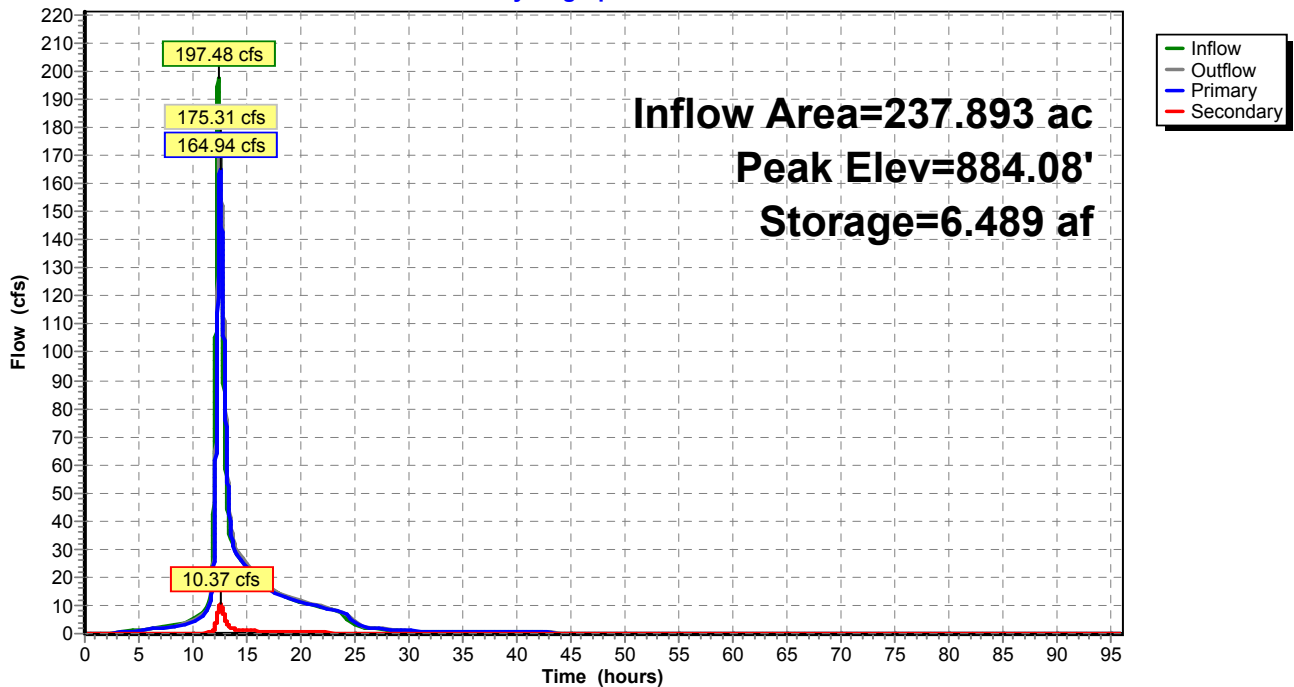 197.48 cfs
175.31 cfs
164.94 cfs
10.37 cfs
Inflow Area=237.893 ac
Peak Elev=884.08'
Storage=6.489 af
Inflow
Outflow
Primary
Secondary
Flow (cfs)
220
210
200
190
180
170
160
150
140
130
120
110
100
90
80
70
60
50
40
30
20
10
0
0 5 10 15 20 25 30 35 40 45 50 55 60 65 70 75 80 85 90 95
Time (hours)